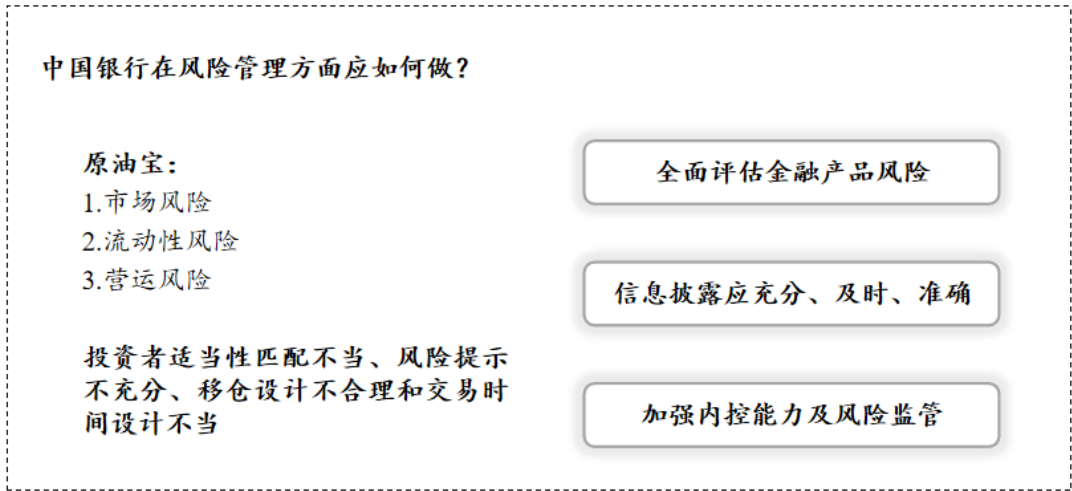 中国银行在风险管理方面应如何做？
原油宝：
1.市场风险
2.流动性风险
3.营运风险
投资者适当性匹配不当、风险提示
不充分、移仓设计不合理和交易时
间设计不当
全面评估金融产品风险
信息披露应充分、及时、准确
加强内控能力及风险监管